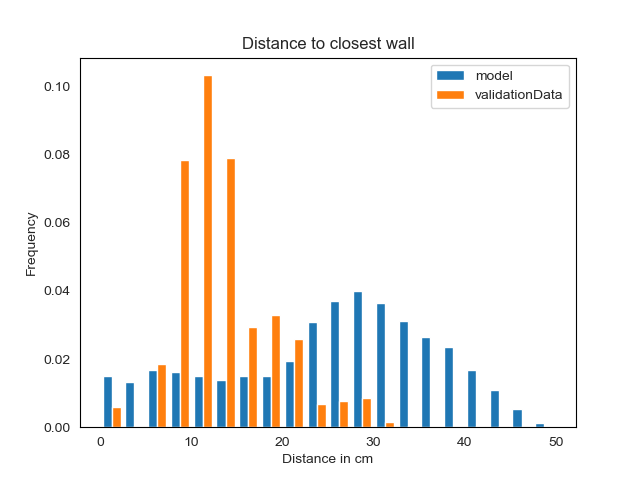 Distance to closest wall
model
validationData
0.10
0.08
0.06
0.04
0.02
0.00
Frequency
0 10 20 30 40 50
Distance in cm